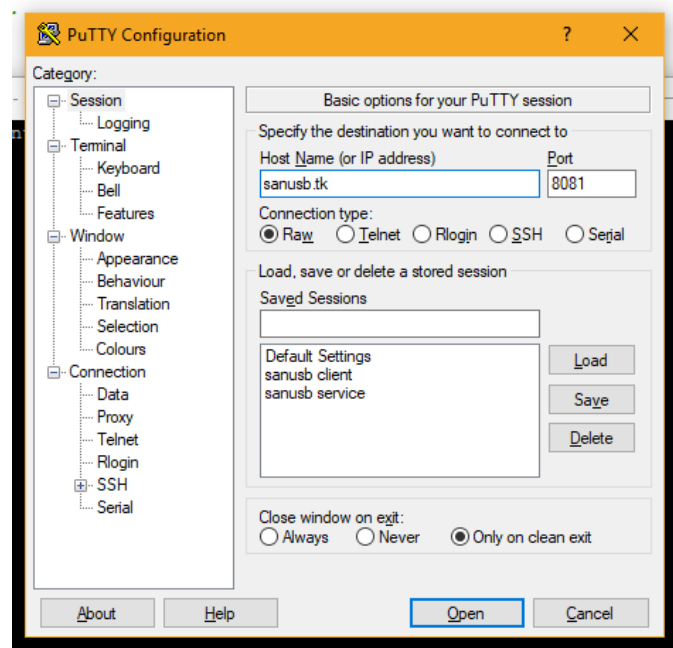 PuTTY Configuration
?
Category:
Session
Logging
Terminal
Keyboard
Bell
Features
Window
Appearance
Behaviour
Translation
Selection
Colours
Connection
Data
Proxy
Telnet
Rlogin
SSH
Serial
Basic options for your PuTTY session
Specify the destination you want to connect to
Host Name (or IP address) Port
sanusb.tk 8081
Connection type:
Raw Telnet Rlogin SSH Serial
Load, save or delete a stored session
Saved Sessions
Default Settings
sanusb client
sanusb service
Load
Save
Delete
Close window on exit:
Always Never Only on clean exit
About Help Open Cancel